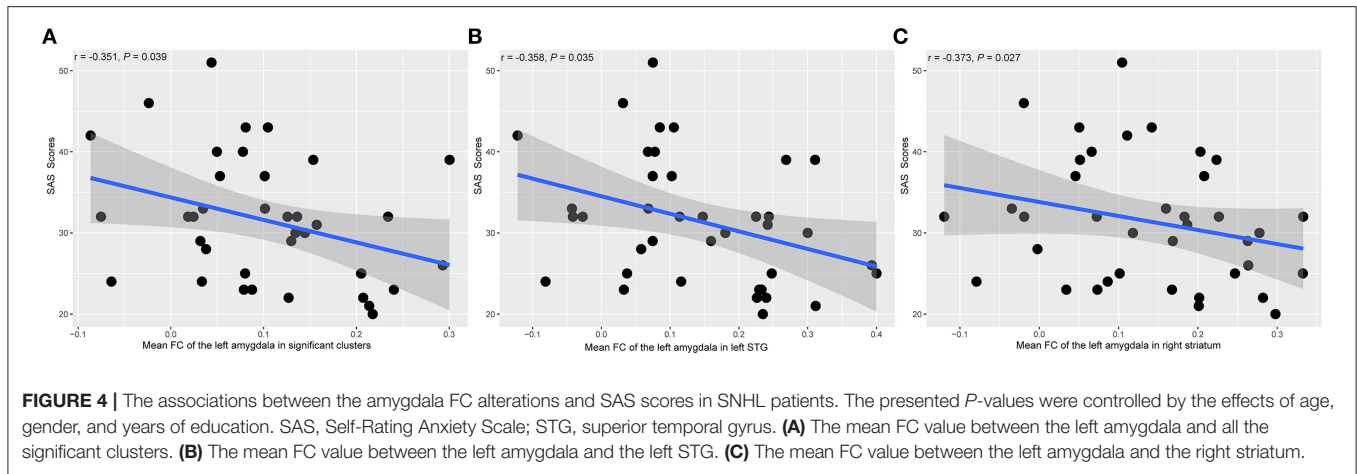 A
B
C
r = -0.351, P = 0.039
r = -0.358, P = 0.035
r = -0.373, P = 0.027
50
40
30
20
SAS Scores
−0.1 0.0 0.1 0.2 0.3
Mean FC of the left amygdala in significant clusters
50
40
30
20
SAS Scores
−0.1 0.0 0.1 0.2 0.3 0.4
Mean FC of the left amygdala in left STG
50
40
30
20
SAS Scores
−0.1 0.0 0.1 0.2 0.3
Mean FC of the left amygdala in right striatum
FIGURE 4 | The associations between the amygdala FC alterations and SAS scores in SNHL patients. The presented P-values were controlled by the effects of age,
gender, and years of education. SAS, Self-Rating Anxiety Scale; STG, superior temporal gyrus. (A) The mean FC value between the left amygdala and all the
significant clusters. (B) The mean FC value between the left amygdala and the left STG. (C) The mean FC value between the left amygdala and the right striatum.